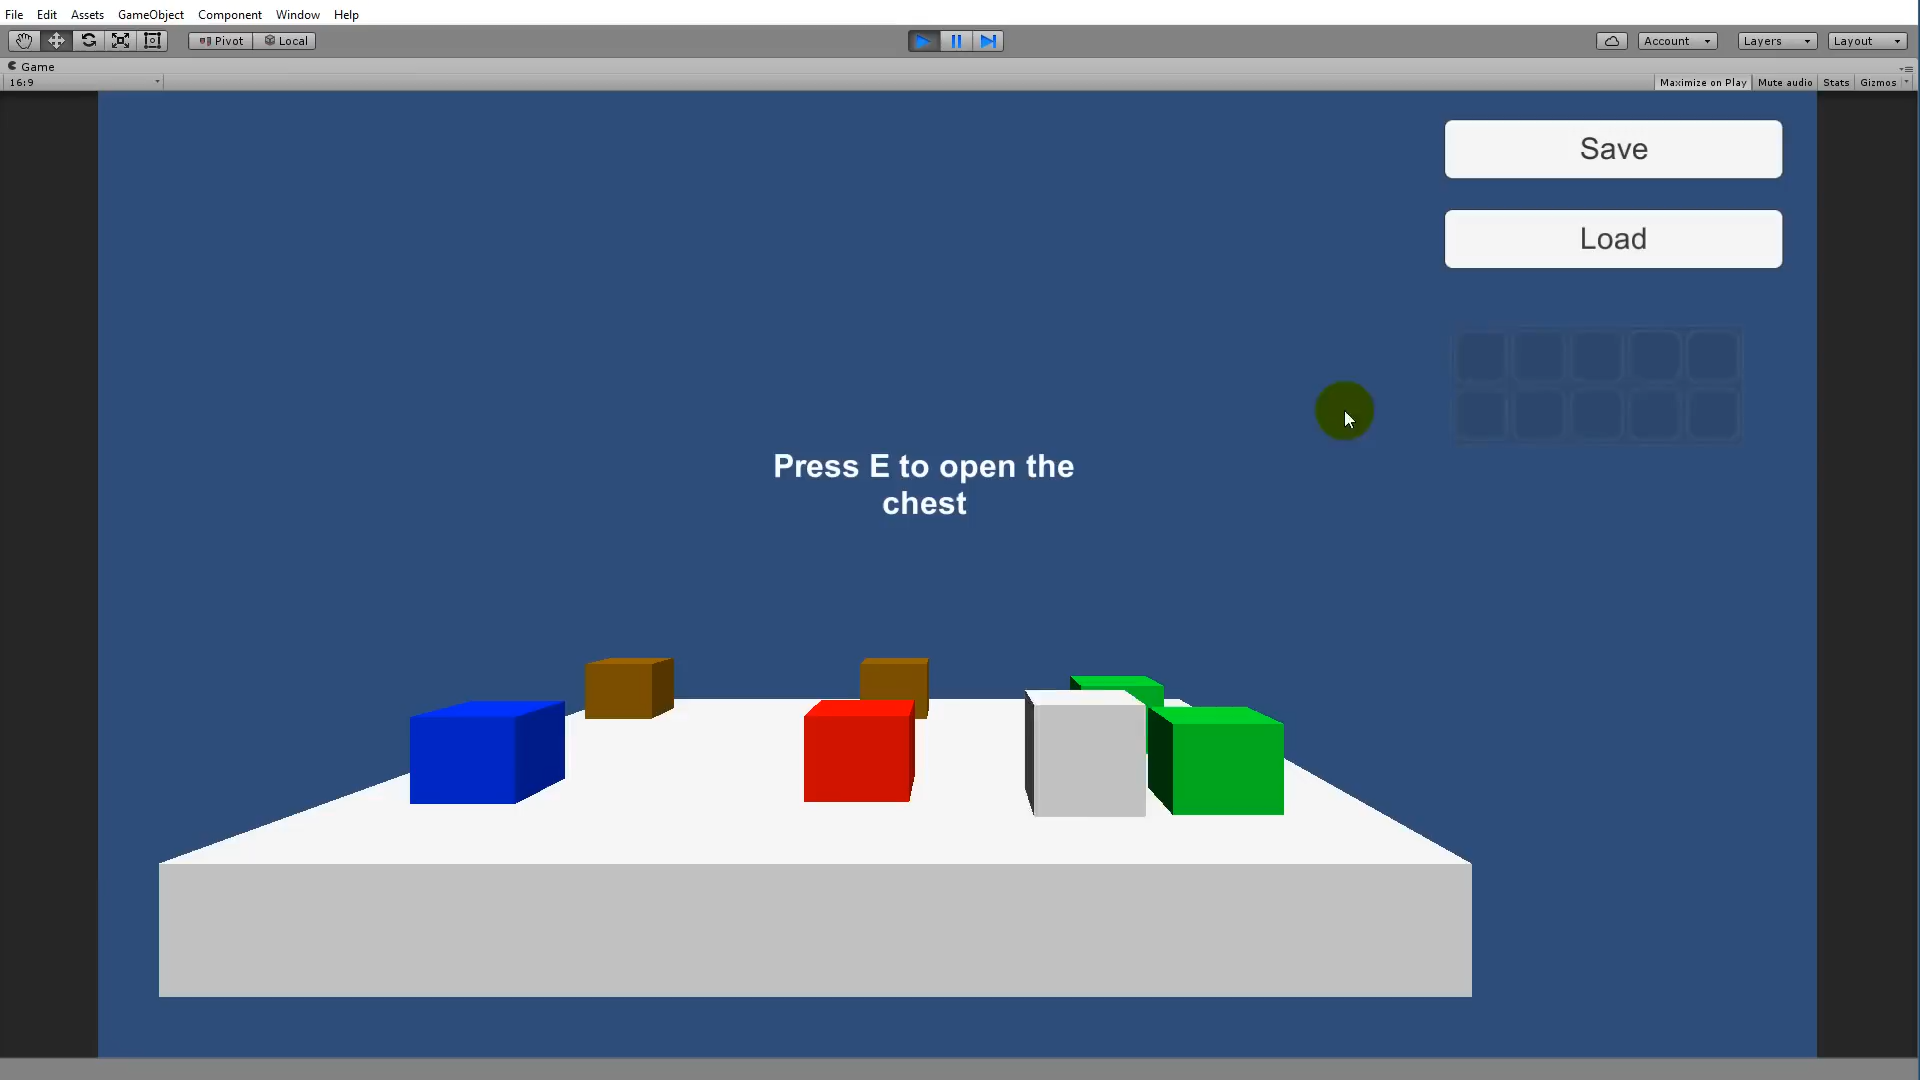 File Edit Assets GameObject Component Window Help
Pivot Local Account Layers Layout
Game
16:9 Maximize on Play Mute audio Stats Gizmos
Save
Load
Press E to open the
chest